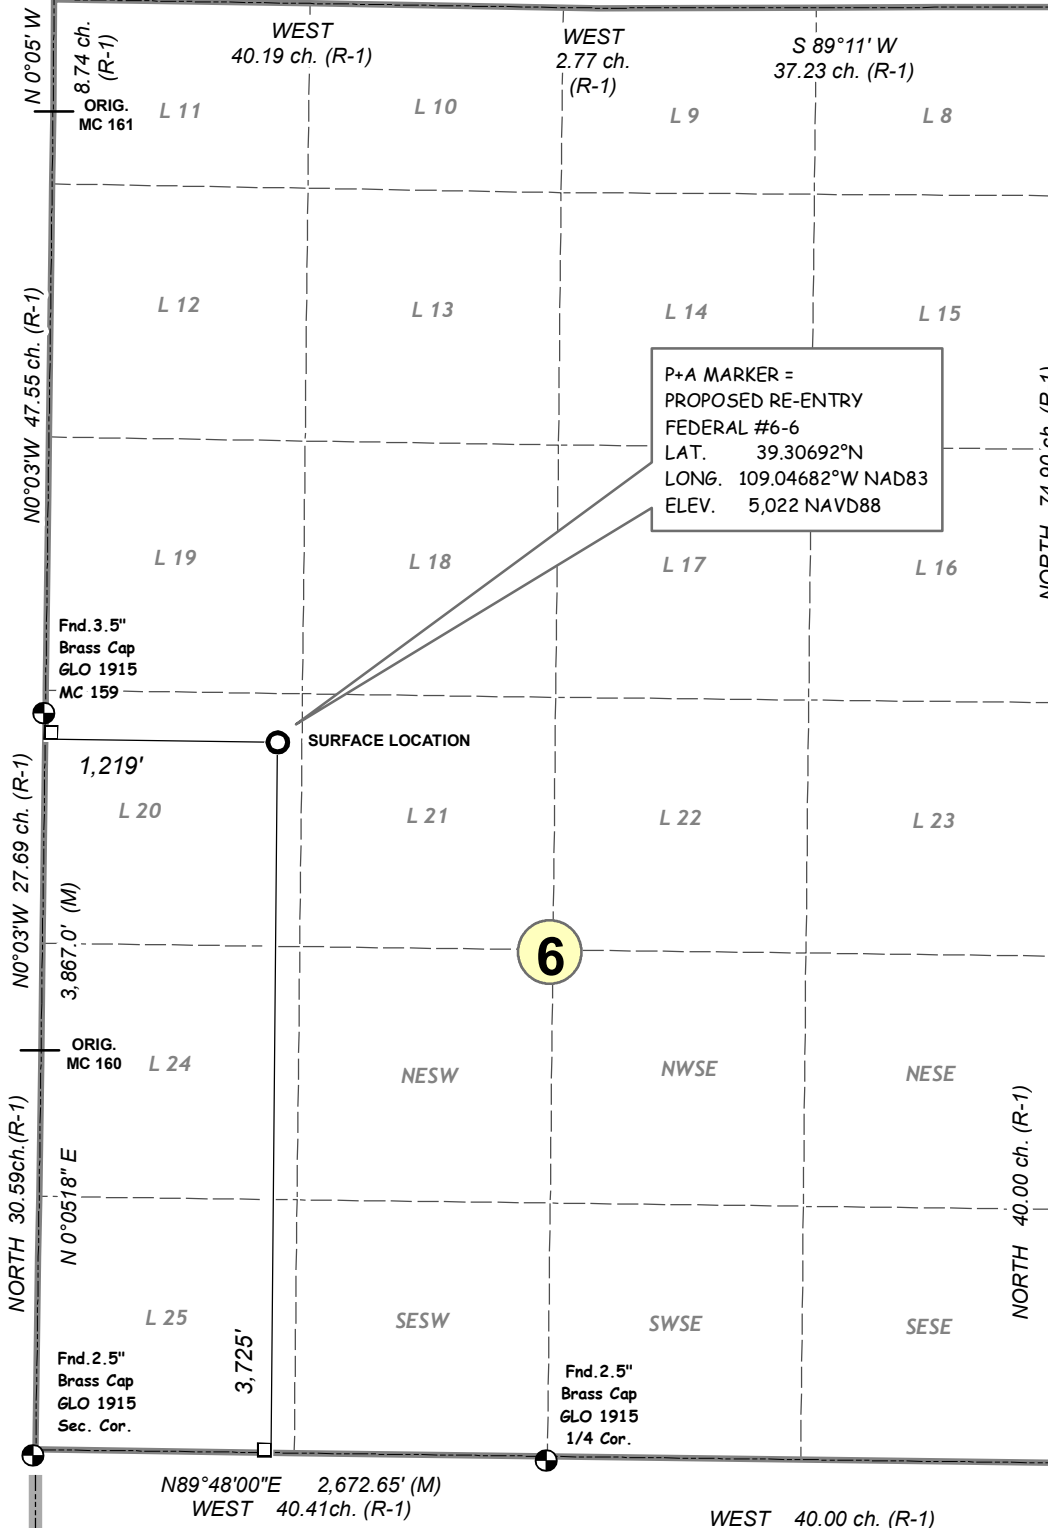 N 0°05' W
8.74 ch.
(R-1)
WEST
40.19 ch. (R-1)
WEST
2.77 ch.
(R-1)
S 89°11' W
37.23 ch. (R-1)
ORIG.
MC 161
L 11
L 10
L 9
L 8
N0°03'W 47.55 ch. (R-1)
L 12
L 13
L 14
L 15
P+A MARKER =
PROPOSED RE-ENTRY
FEDERAL #6-6
LAT. 39.30692°N
LONG. 109.04682°W NAD83
ELEV. 5,022 NAVD88
NORTH 74.90 ch. (R-1)
L 19
L 18
L 17
L 16
Fnd.3.5"
Brass Cap
GLO 1915
MC 159
SURFACE LOCATION
1,219'
N0°03'W 27.69 ch. (R-1)
L 20
L 21
L 22
L 23
3,867.0' (M)
6
ORIG.
MC 160
L 24
NESW
NWSE
NESE
NORTH 30.59ch.(R-1)
N 0°0518" E
NORTH 40.00 ch. (R-1)
L 25
SESW
SWSE
SESE
3,725'
Fnd.2.5"
Brass Cap
GLO 1915
Sec. Cor.
Fnd.2.5"
Brass Cap
GLO 1915
1/4 Cor.
N89°48'00"E 2,672.65' (M)
WEST 40.41ch. (R-1)
WEST 40.00 ch. (R-1)